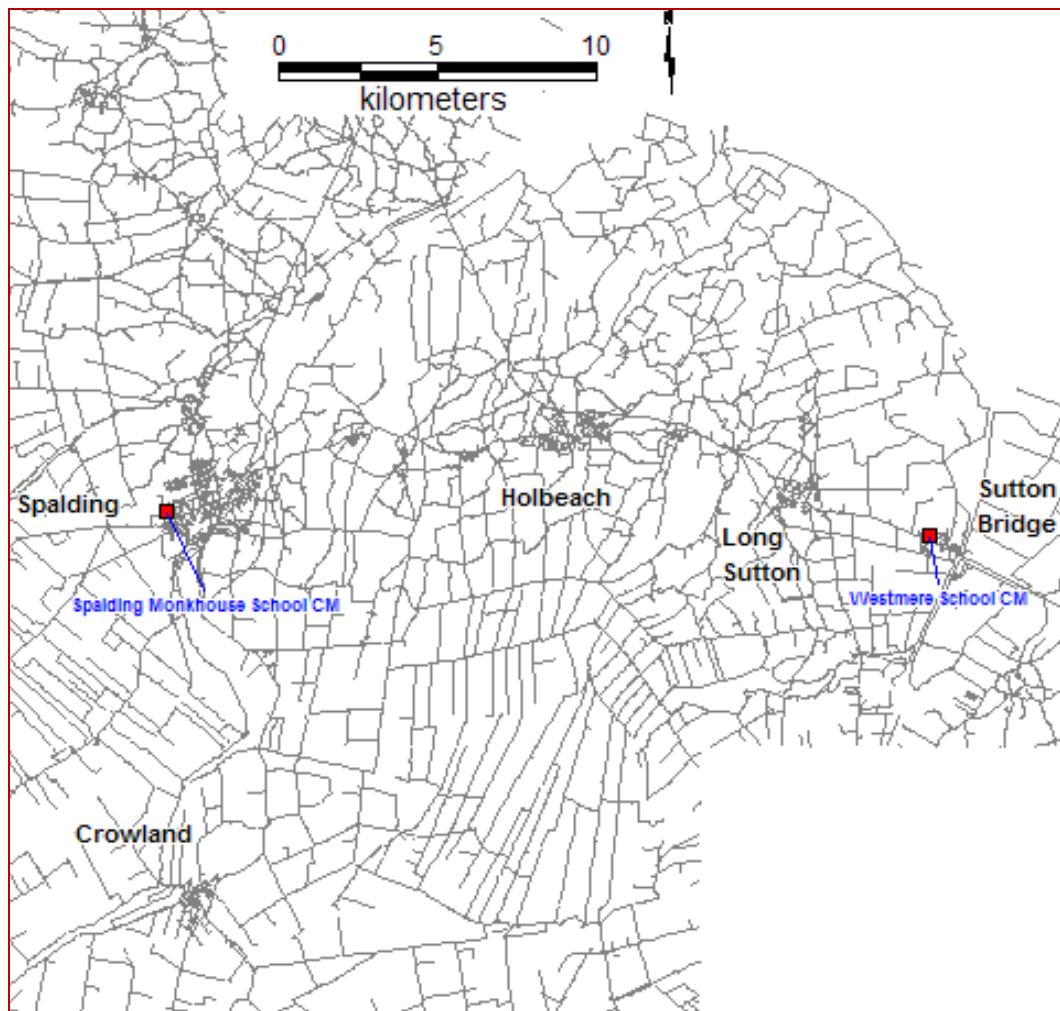 0 5 10
kilometers
Spalding
Holbeach
Sutton
Bridge
Long
Sutton
Spalding Monkhouse School CM
Westmere School CM
Crowland